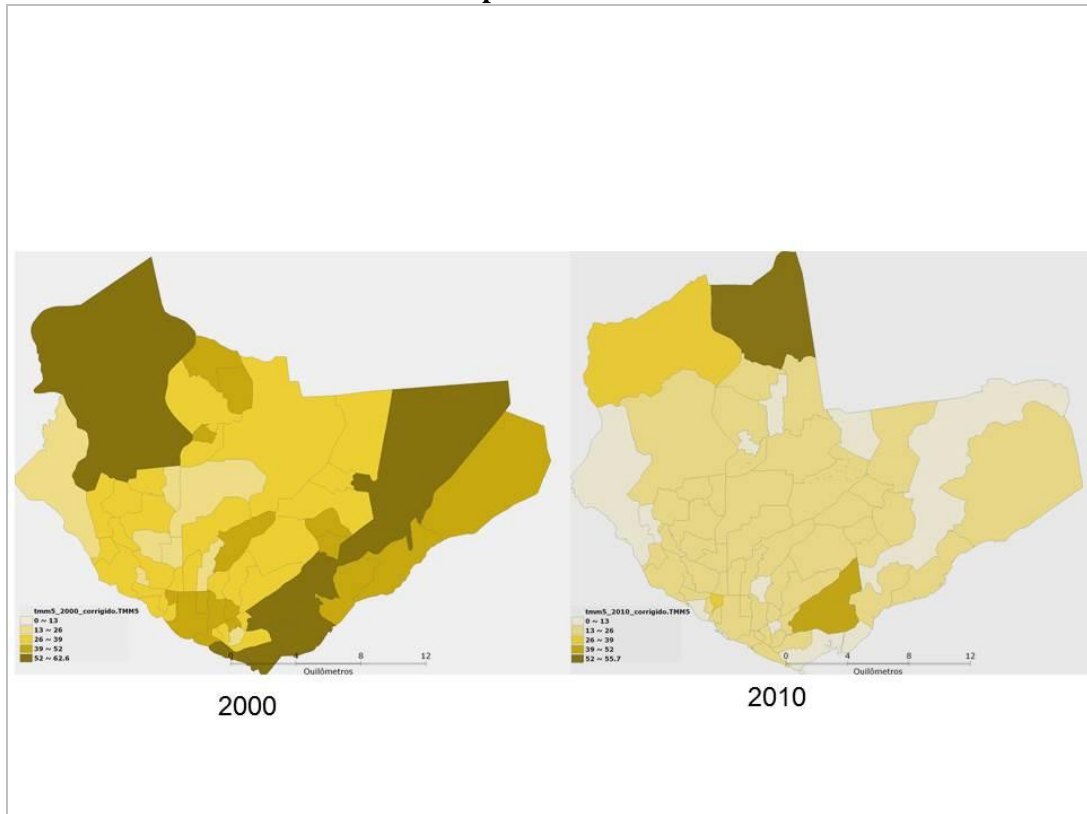 tmm5_2000_corrigido.TMM5
0 ~ 13
13 ~ 26
26 ~ 39
39 ~ 52
52 ~ 62.6
0 4 8 12
Quilômetros
2000
tmm5_2010_corrigido.TMM5
0 ~ 13
13 ~ 26
26 ~ 39
39 ~ 52
52 ~ 55.7
0 4 8 12
Quilômetros
2010